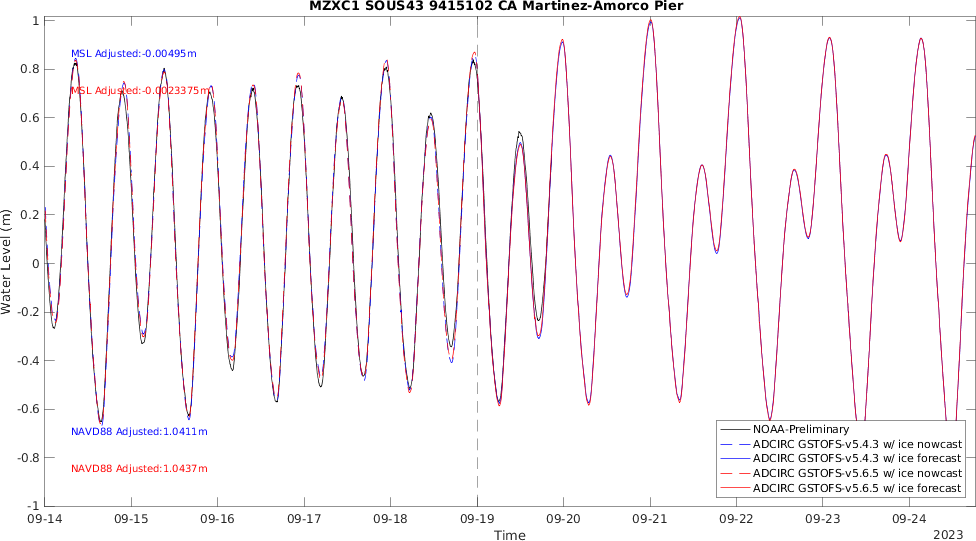 MZXC1 SOUS43 9415102 CA Martinez-Amorco Pier
1
0.8
0.6
0.4
0.2
0
-0.2
-0.4
-0.6
-0.8
-1
Water Level (m)
MSL Adjusted:-0.00495m
MSL Adjusted:-0.0023375m
NAVD88 Adjusted:1.0411m
NAVD88 Adjusted:1.0437m
NOAA-Preliminary
ADCIRC GSTOFS-v5.4.3 w/ ice nowcast
ADCIRC GSTOFS-v5.4.3 w/ ice forecast
ADCIRC GSTOFS-v5.6.5 w/ ice nowcast
ADCIRC GSTOFS-v5.6.5 w/ ice forecast
09-14 09-15 09-16 09-17 09-18 09-19 09-20 09-21 09-22 09-23 09-24
Time
2023